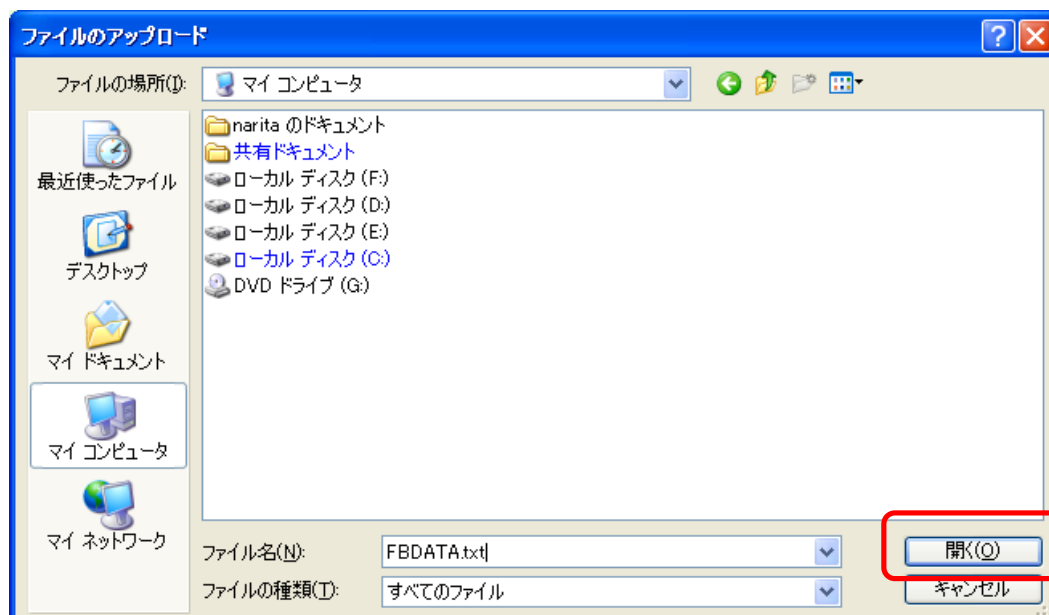 ファイルのアップロード
ファイルの場所(I):
マイ コンピュータ
最近使ったファイル
デスクトップ
マイ ドキュメント
マイ コンピュータ
マイ ネットワーク
narita のドキュメント
共有ドキュメント
ローカル ディスク (F:)
ローカル ディスク (D:)
ローカル ディスク (E:)
ローカル ディスク (C:)
DVD ドライブ (G:)
ファイル名(N):
FBDATA.txt
開く(O)
ファイルの種類(T):
すべてのファイル
キャンセル